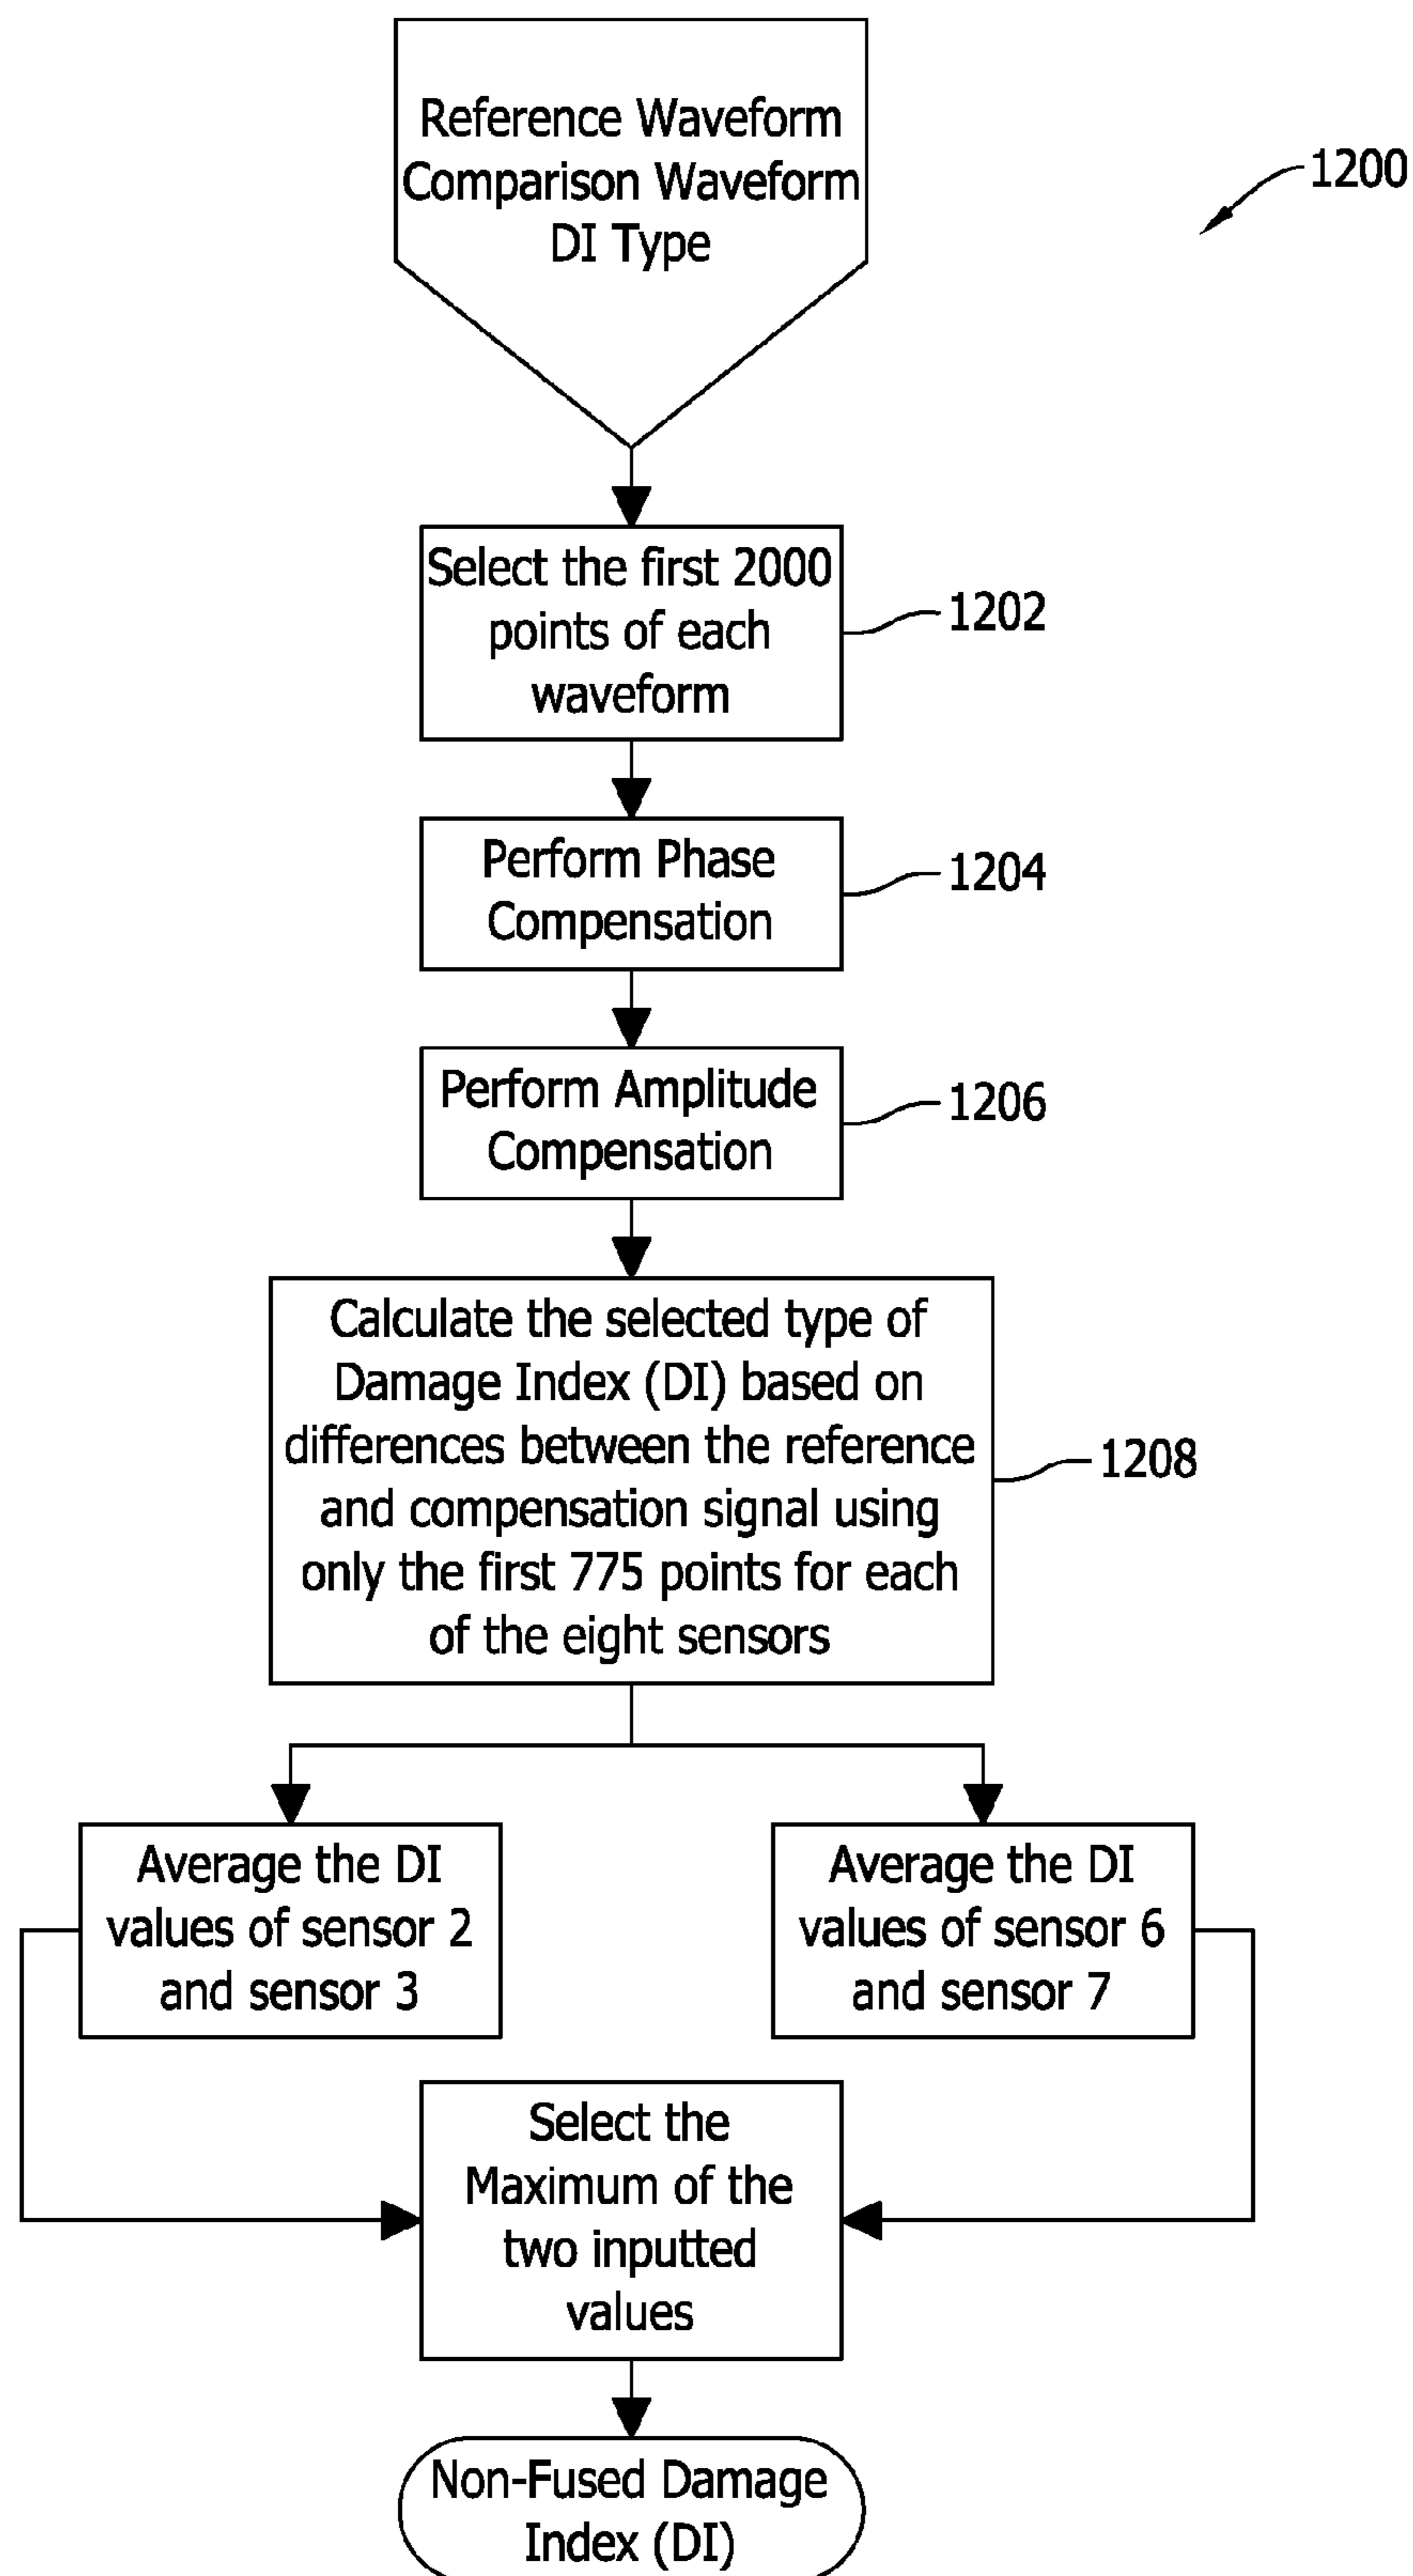 Reference Waveform
Comparison Waveform
DI Type
1200
Select the first 2000
points of each
waveform
1202
Perform Phase
Compensation
1204
Perform Amplitude
Compensation
1206
Calculate the selected type of
Damage Index (DI) based on
differences between the reference
and compensation signal using
only the first 775 points for each
of the eight sensors
1208
Average the DI
values of sensor 2
and sensor 3
Average the DI
values of sensor 6
and sensor 7
Select the
Maximum of the
two inputted
values
Non-Fused Damage
Index (DI)